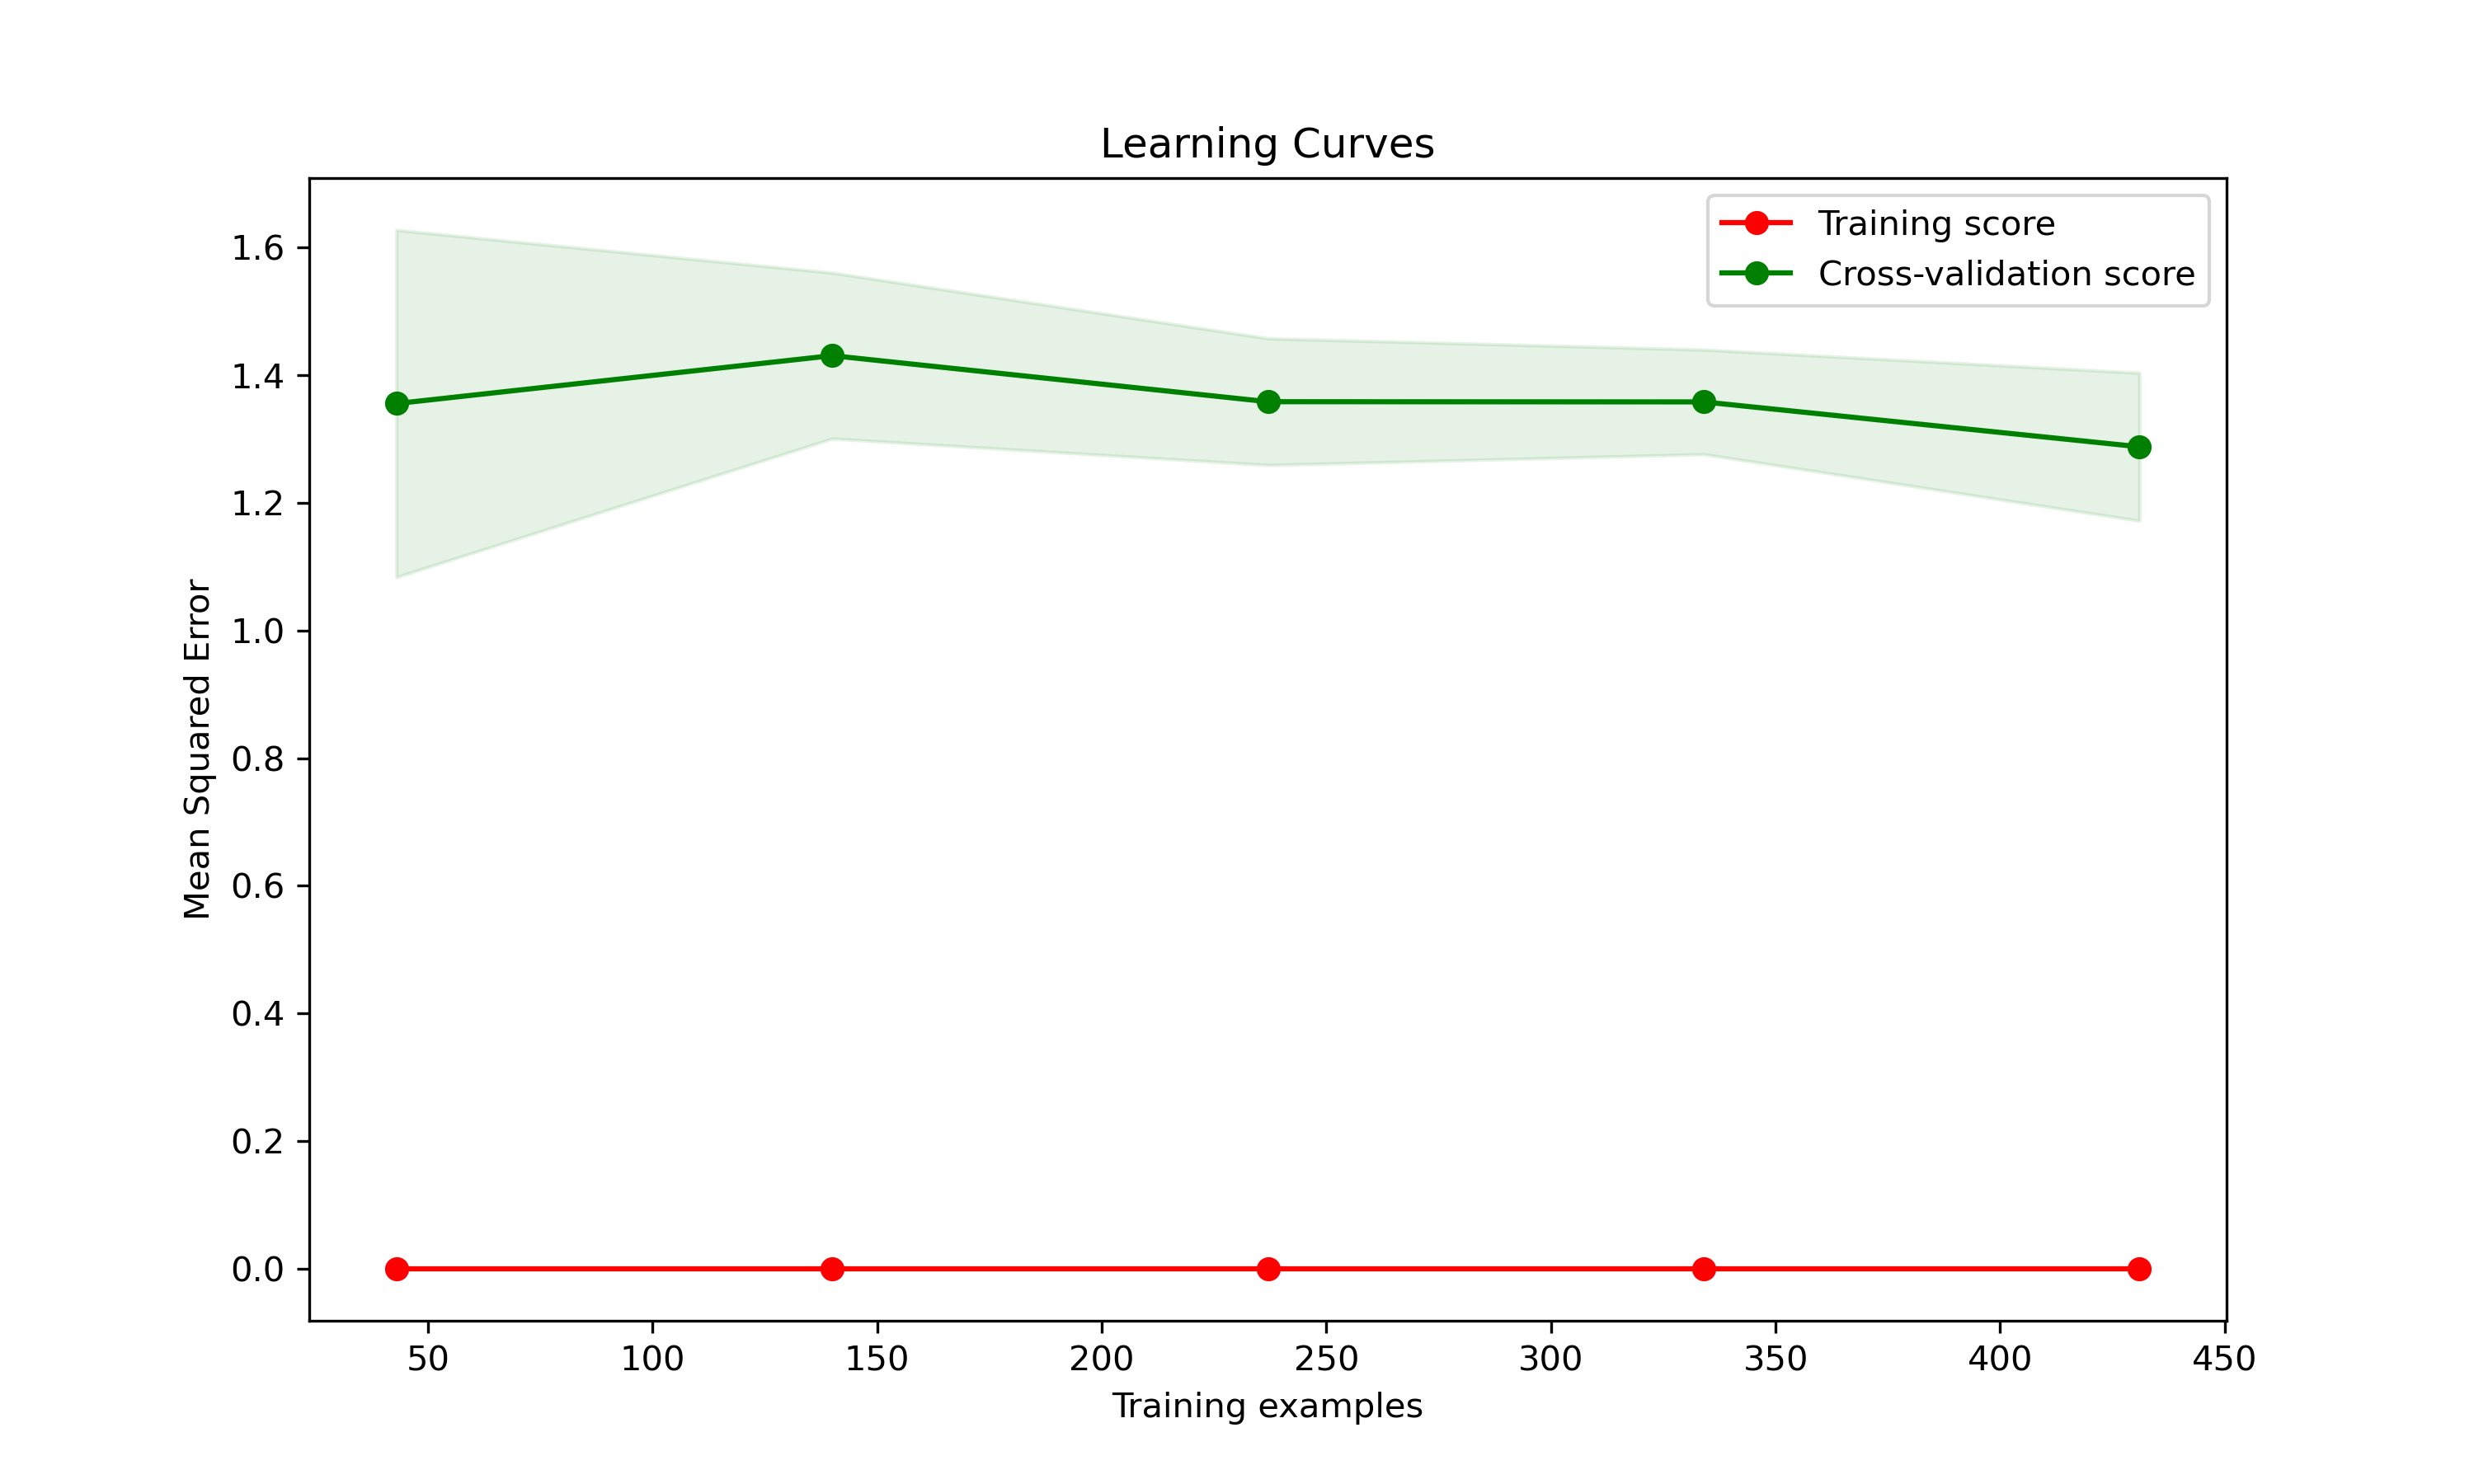 Learning Curves
Training score
Cross-validation score
1.6
1.4
1.2
1.0
0.8
0.6
0.4
0.2
0.0
Mean Squared Error
50 100 150 200 250 300 350 400 450
Training examples